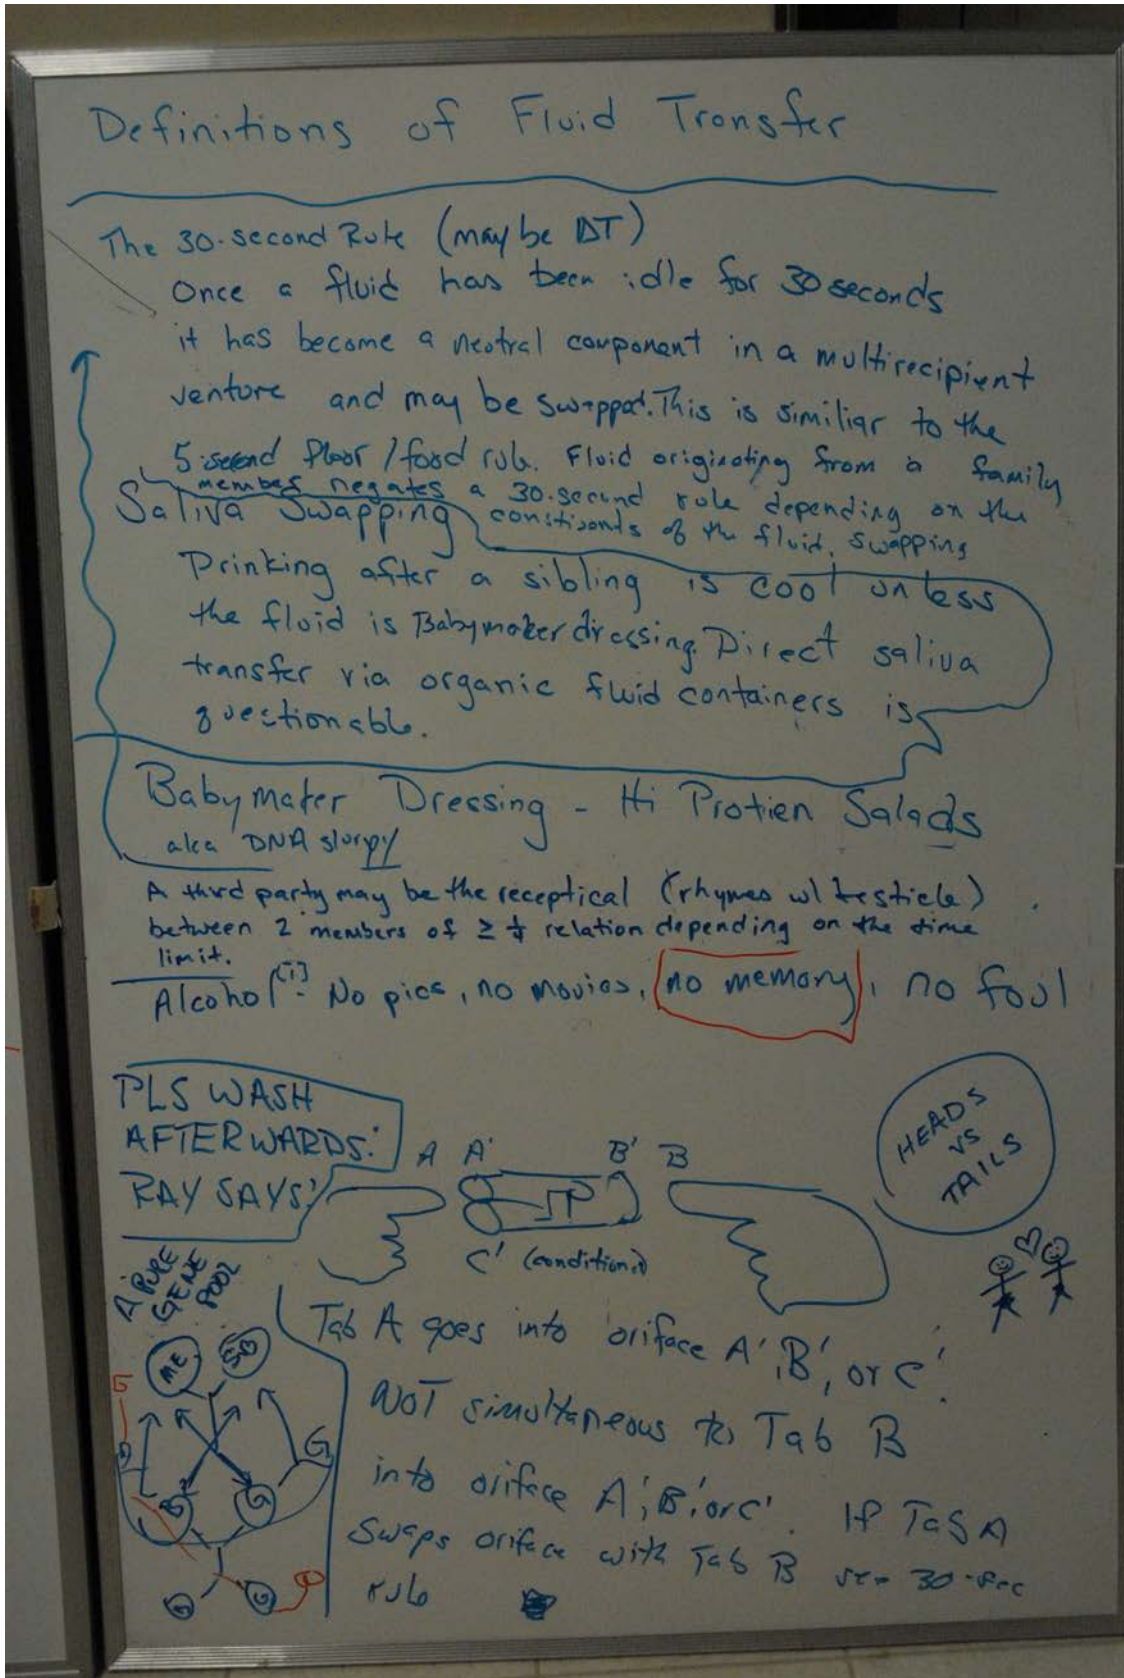 Definitions of Fluid Transfer
The 30-second Rule (may be DT)
Once a fluid has been idle for 30 seconds
it has become a neotral component in a multirecipient
venture and may be swapped. This is similiar to the
5-second floor / food rule. Fluid originating from a family
member negates a 30-second rule depending on the
of the fluid. swapping
Saliva Swapping
Drinking after a sibling is cool unless
the fluid is Babymaker dressing. Direct saliva
transfer via organic fluid containers is
questionable.
Babymaker Dressing - Hi Protien Salads
aka DNA slurpy
A third party may be the receptical (rhymes w/ testicle)
between 2 members of ≥ ¼ relation depending on the time
limit.
Alcohol [i] - No pics, no movies, no memory, no foul
PLS WASH
AFTERWARDS:
RAY SAYS:
HEADS
VS
TAILS
A A' B' B
C' (conditional)
A PURE
GENE
POOL
ME
G
G
Tab A goes into oriface A', B', or C'.
NOT simultaneous to Tab B
into oriface A', B', or C'. If Tab A
Swaps oriface with Tab B 30-sec
rule